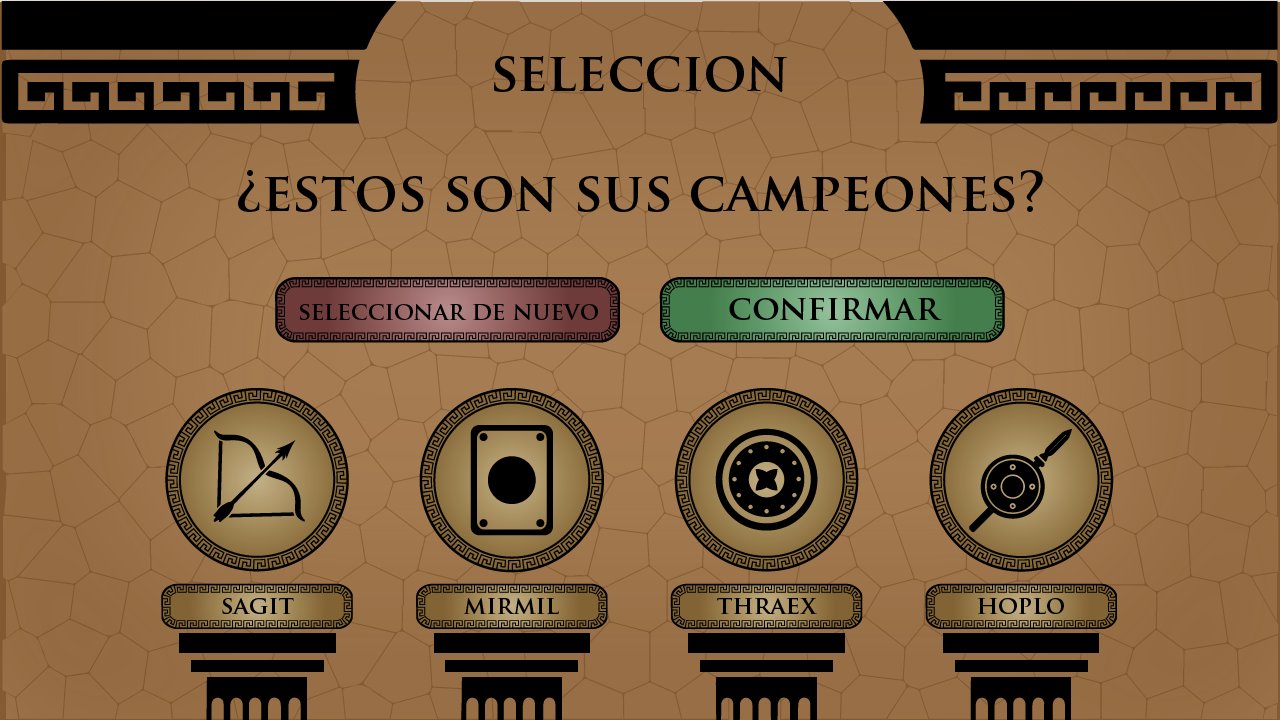 SELECCION
¿ESTOS SON SUS CAMPEONES?
SELECCIONAR DE NUEVO
CONFIRMAR
SAGIT
MIRMIL
THRAEX
HOPLO